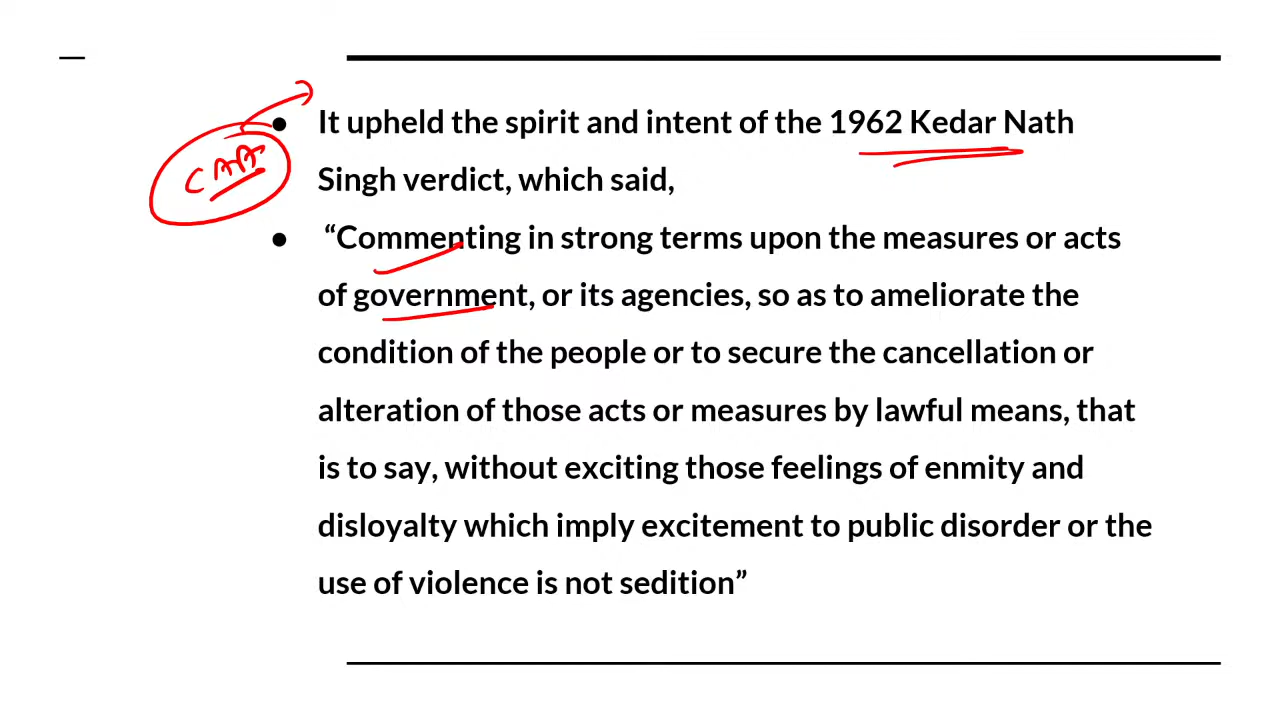 ● It upheld the spirit and intent of the 1962 Kedar Nath
CAA
Singh verdict, which said,
● “Commenting in strong terms upon the measures or acts
of government, or its agencies, so as to ameliorate the
condition of the people or to secure the cancellation or
alteration of those acts or measures by lawful means, that
is to say, without exciting those feelings of enmity and
disloyalty which imply excitement to public disorder or the
use of violence is not sedition”